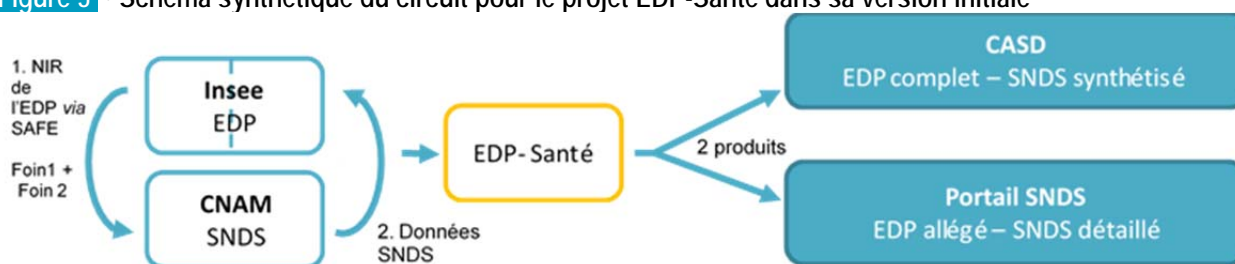 Figure 5 • Schéma synthétique du circuit pour le projet EDP-Santé dans sa version initiale
1. NIR
de
l'EDP via
SAFE
Foin1 +
Foin 2
Insee
EDP
CNAM
SNDS
2. Données
SNDS
EDP- Santé
2 produits
CASD
EDP complet – SNDS synthétisé
Portail SNDS
EDP allégé – SNDS détaillé